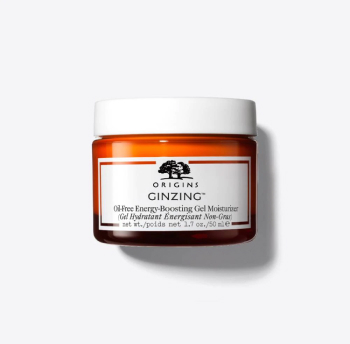 ORIGINS
GINZING™
Oil-Free Energy-Boosting Gel Moisturizer
(Gel Hydratant Énergisant Non-Gras)
net wt./poids net 1.7 oz./50 ml ℮